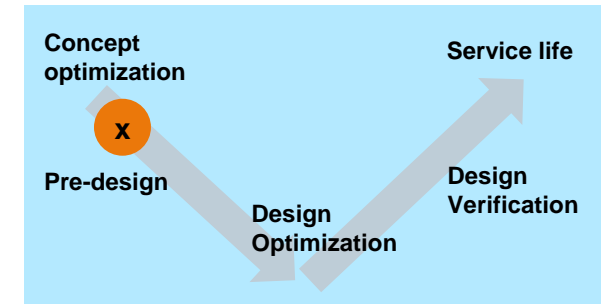 Concept
optimization
x
Pre-design
Design
Optimization
Design
Verification
Service life